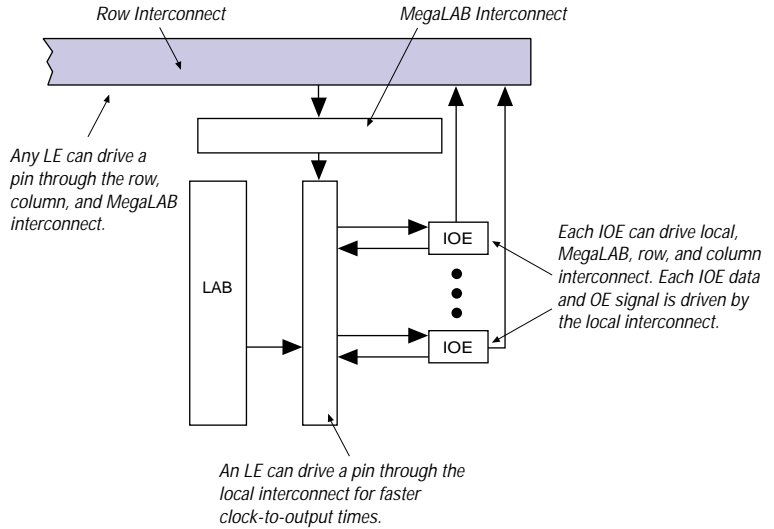 Row Interconnect
MegaLAB Interconnect
Any LE can drive a
pin through the row,
column, and MegaLAB
interconnect.
LAB
IOE
IOE
Each IOE can drive local,
MegaLAB, row, and column
interconnect. Each IOE data
and OE signal is driven by
the local interconnect.
An LE can drive a pin through the
local interconnect for faster
clock-to-output times.